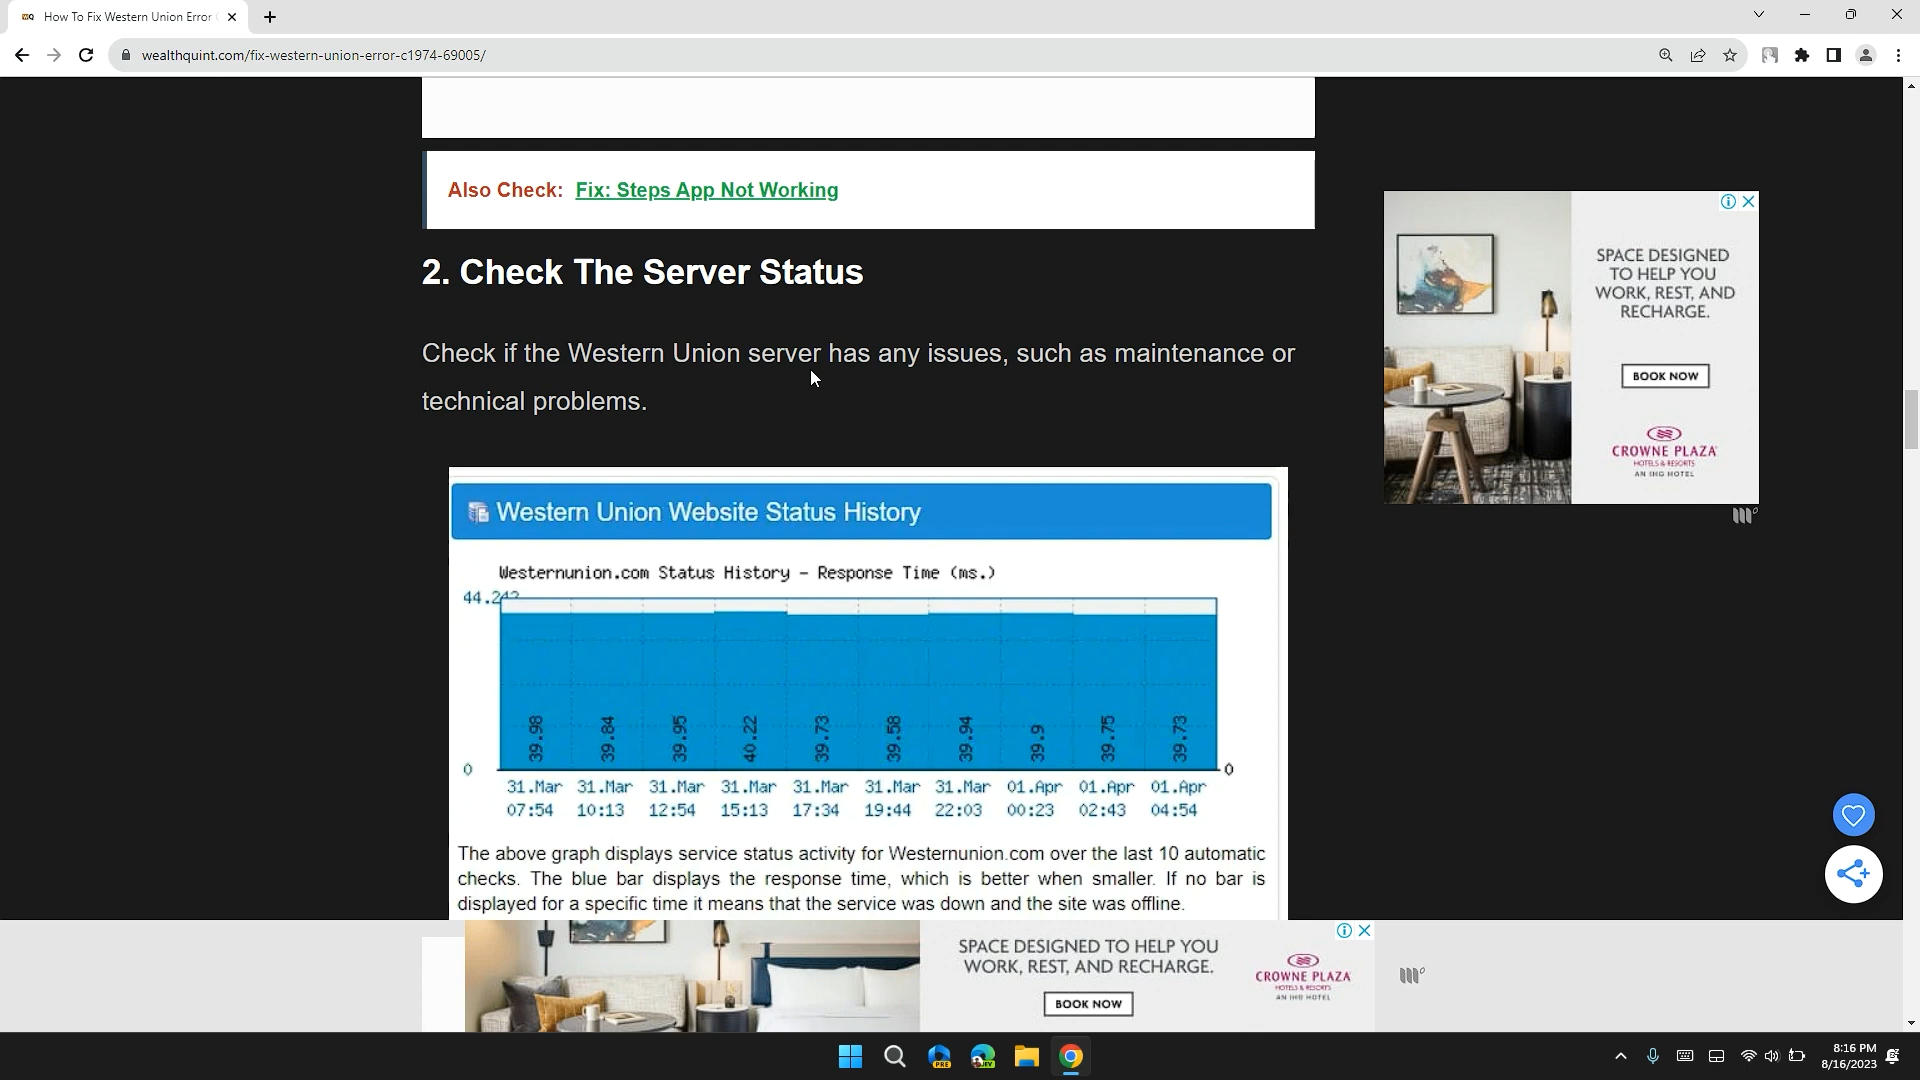 How To Fix Western Union Error
wealthquint.com/fix-western-union-error-c1974-69005/
Also Check: Fix: Steps App Not Working
2. Check The Server Status
Check if the Western Union server has any issues, such as maintenance or
technical problems.
Western Union Website Status History
Westernunion.com Status History - Response Time (ms.)
44.242
39.98 39.84 39.95 40.22 39.73 39.58 39.94 39.9 39.75 39.73
0 0
31.Mar 31.Mar 31.Mar 31.Mar 31.Mar 31.Mar 31.Mar 01.Apr 01.Apr 01.Apr
07:54 10:13 12:54 15:13 17:34 19:44 22:03 00:23 02:43 04:54
The above graph displays service status activity for Westernunion.com over the last 10 automatic
checks. The blue bar displays the response time, which is better when smaller. If no bar is
displayed for a specific time it means that the service was down and the site was offline.
SPACE DESIGNED
TO HELP YOU
WORK, REST, AND
RECHARGE.
BOOK NOW
CROWNE PLAZA
HOTELS & RESORTS
AN IHG HOTEL
SPACE DESIGNED TO HELP YOU
WORK, REST, AND RECHARGE.
BOOK NOW
CROWNE PLAZA
HOTELS & RESORTS
AN IHG HOTEL
PRE
DEV
8:16 PM
8/16/2023